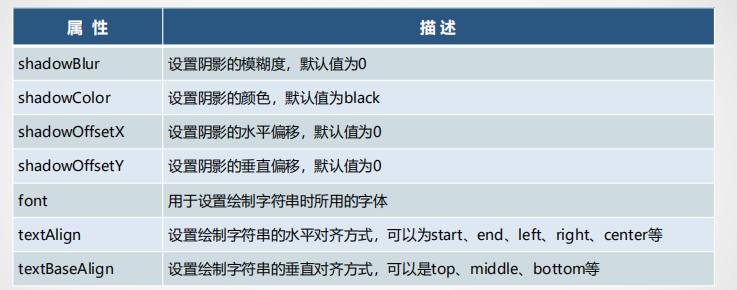 属 性 描 述
shadowBlur 设置阴影的模糊度，默认值为0
shadowColor 设置阴影的颜色，默认值为black
shadowOffsetX 设置阴影的水平偏移，默认值为0
shadowOffsetY 设置阴影的垂直偏移，默认值为0
font 用于设置绘制字符串时所用的字体
textAlign 设置绘制字符串的水平对齐方式，可以为start、end、left、right、center等
textBaseAlign 设置绘制字符串的垂直对齐方式，可以是top、middle、bottom等